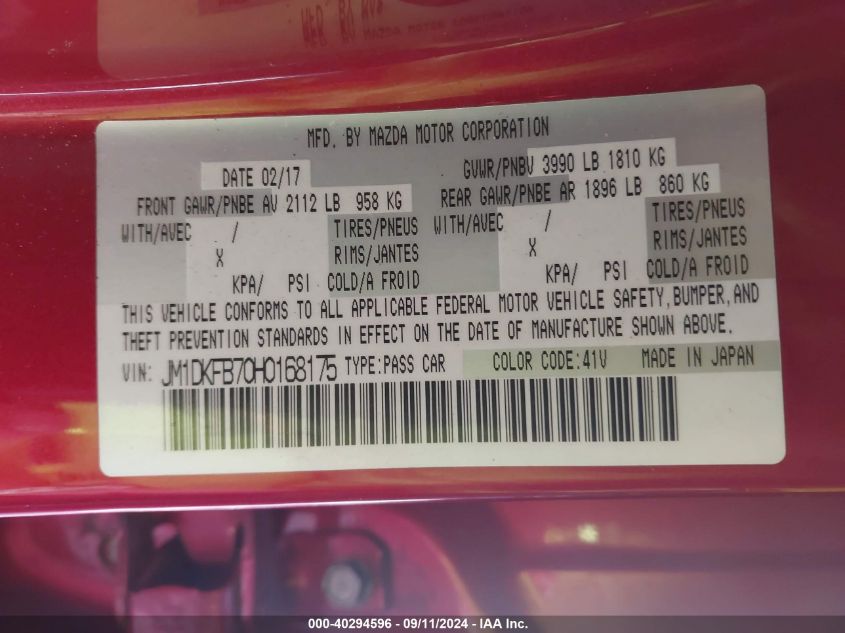 MFD. BY MAZDA MOTOR CORPORATION
DATE 02/17
GVWR/PNBV 3990 LB 1810 KG
FRONT GAWR/PNBE AV 2112 LB 958 KG
REAR GAWR/PNBE AR 1896 LB 860 KG
WITH/AVEC / TIRES/PNEUS
WITH/AVEC / TIRES/PNEUS
X RIMS/JANTES
X RIMS/JANTES
KPA/ PSI COLD/A FROID
KPA/ PSI COLD/A FROID
THIS VEHICLE CONFORMS TO ALL APPLICABLE FEDERAL MOTOR VEHICLE SAFETY, BUMPER, AND
THEFT PREVENTION STANDARDS IN EFFECT ON THE DATE OF MANUFACTURE SHOWN ABOVE.
VIN: JM1DKFB70H0168175 TYPE:PASS CAR COLOR CODE:41V MADE IN JAPAN
000-40294596 - 09/11/2024 - IAA Inc.